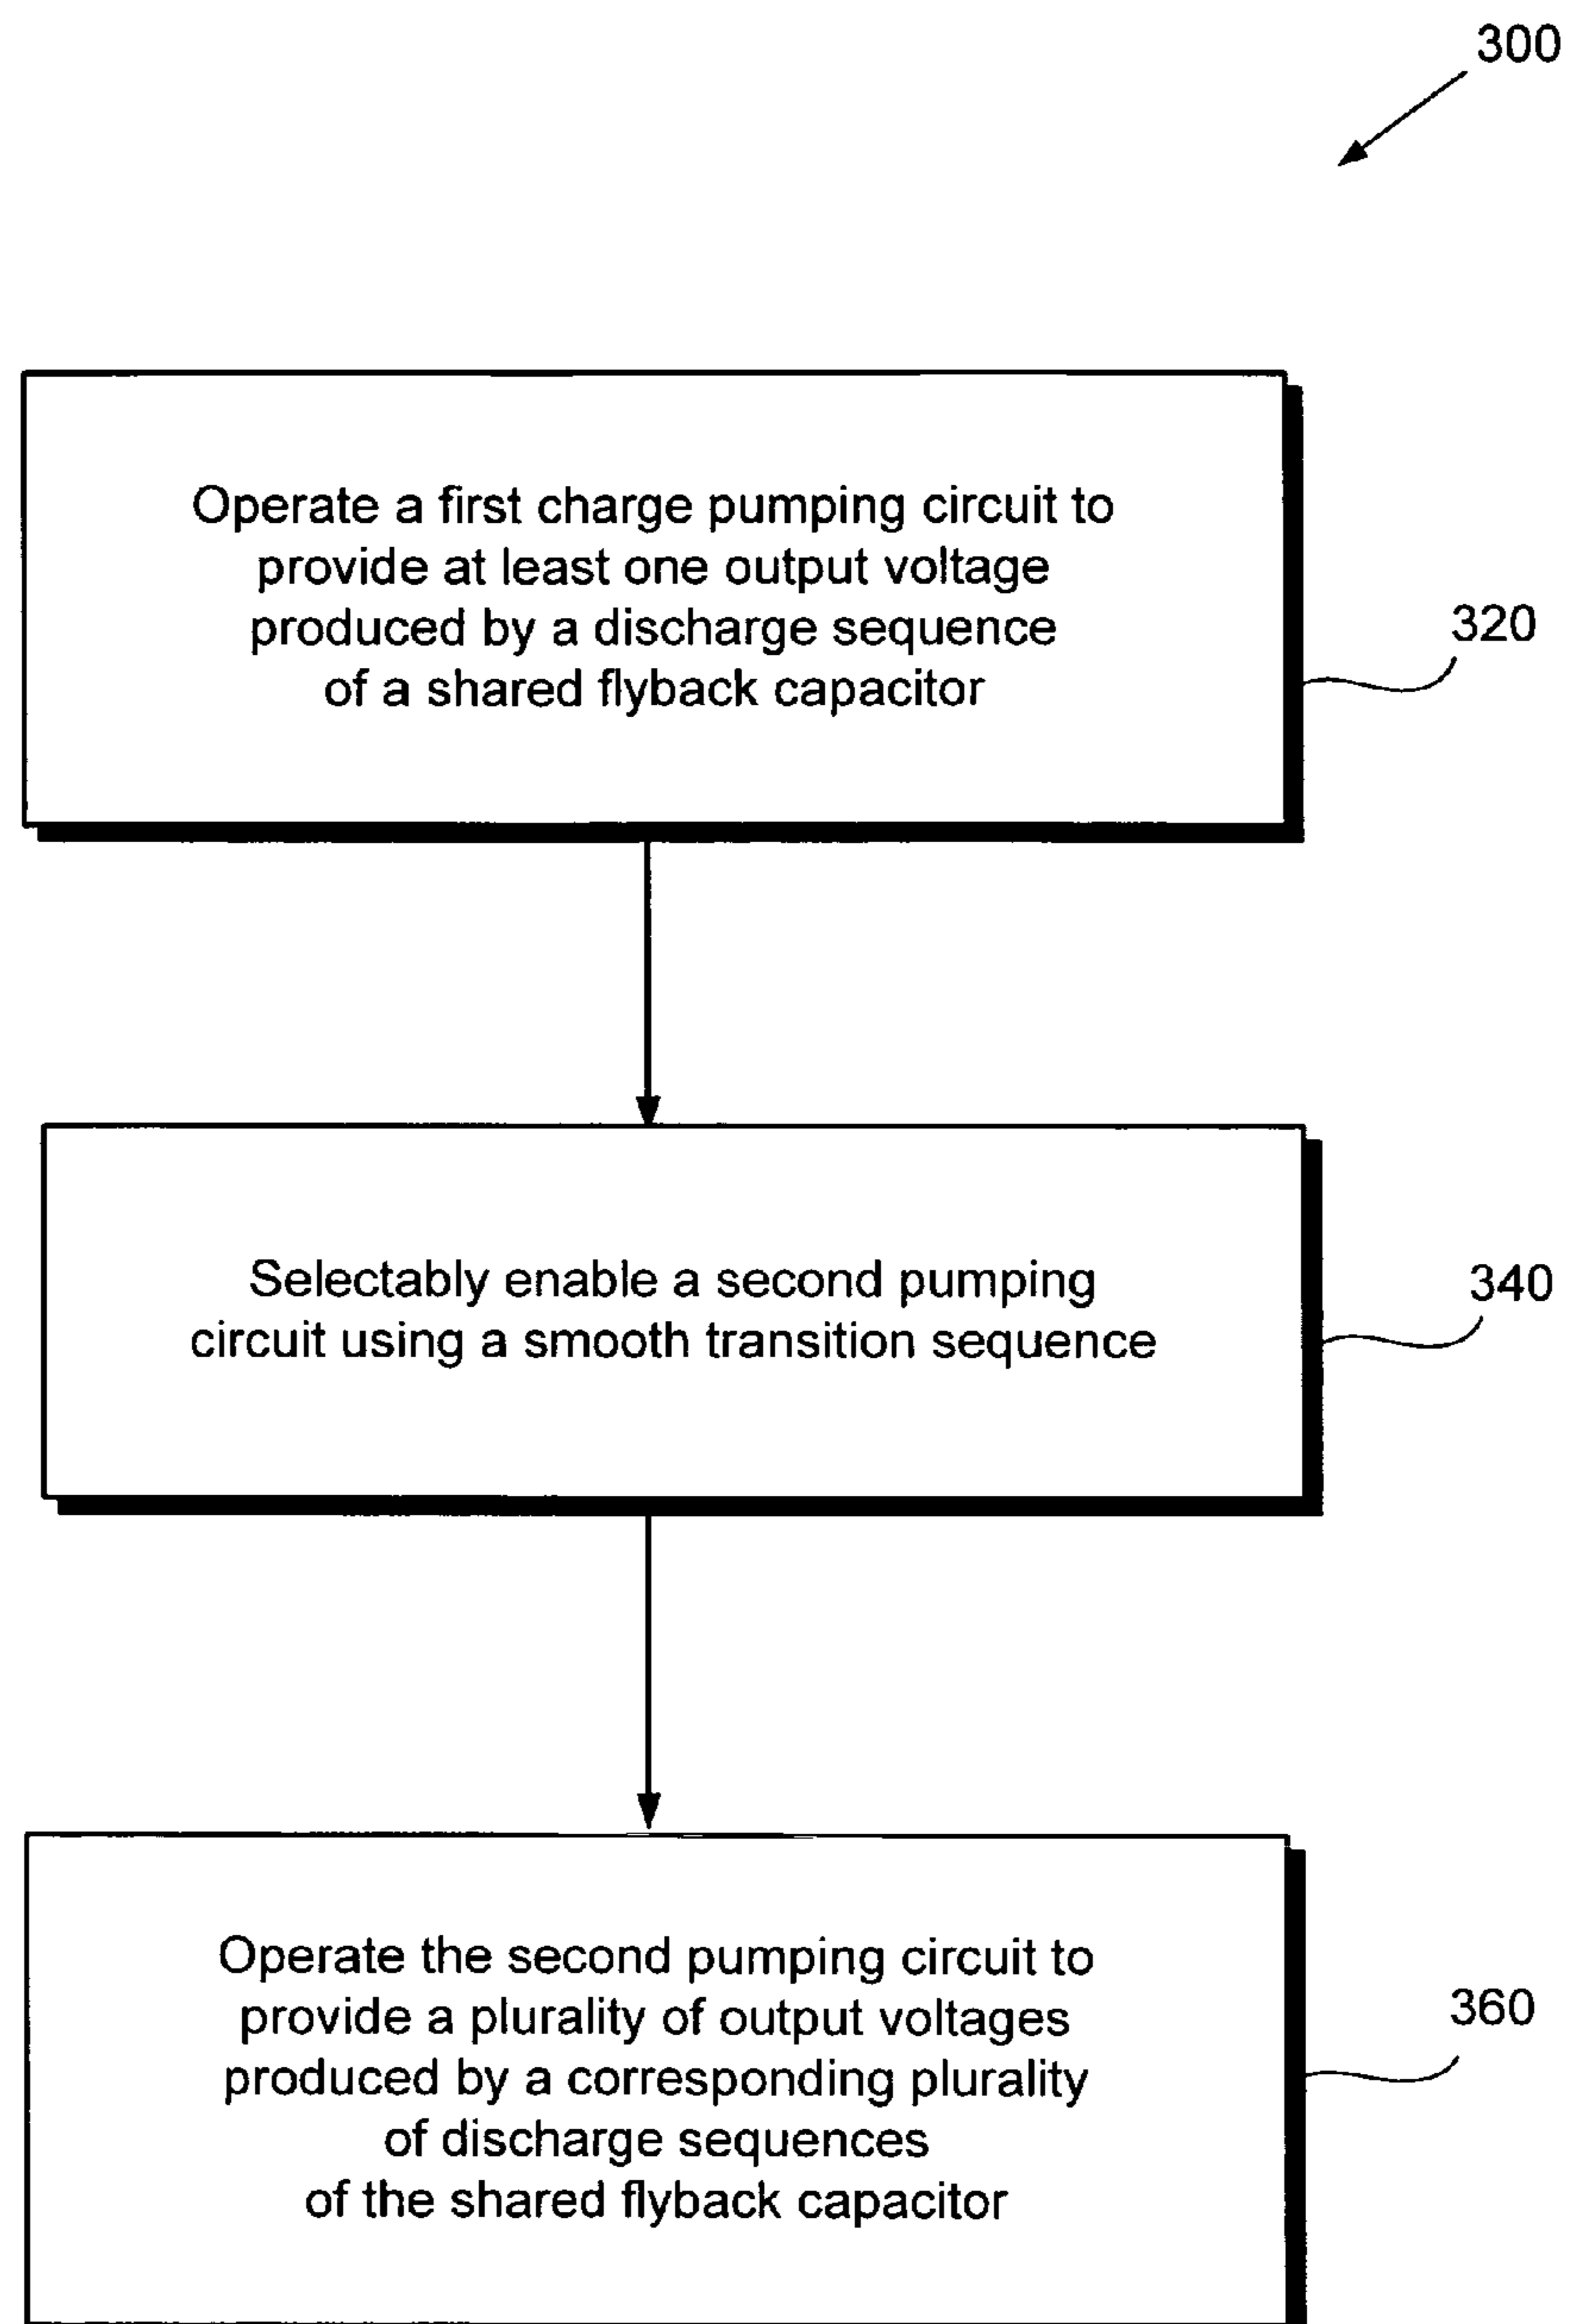 300
Operate a first charge pumping circuit to
provide at least one output voltage
produced by a discharge sequence
of a shared flyback capacitor
320
Selectably enable a second pumping
circuit using a smooth transition sequence
340
Operate the second pumping circuit to
provide a plurality of output voltages
produced by a corresponding plurality
of discharge sequences
of the shared flyback capacitor
360